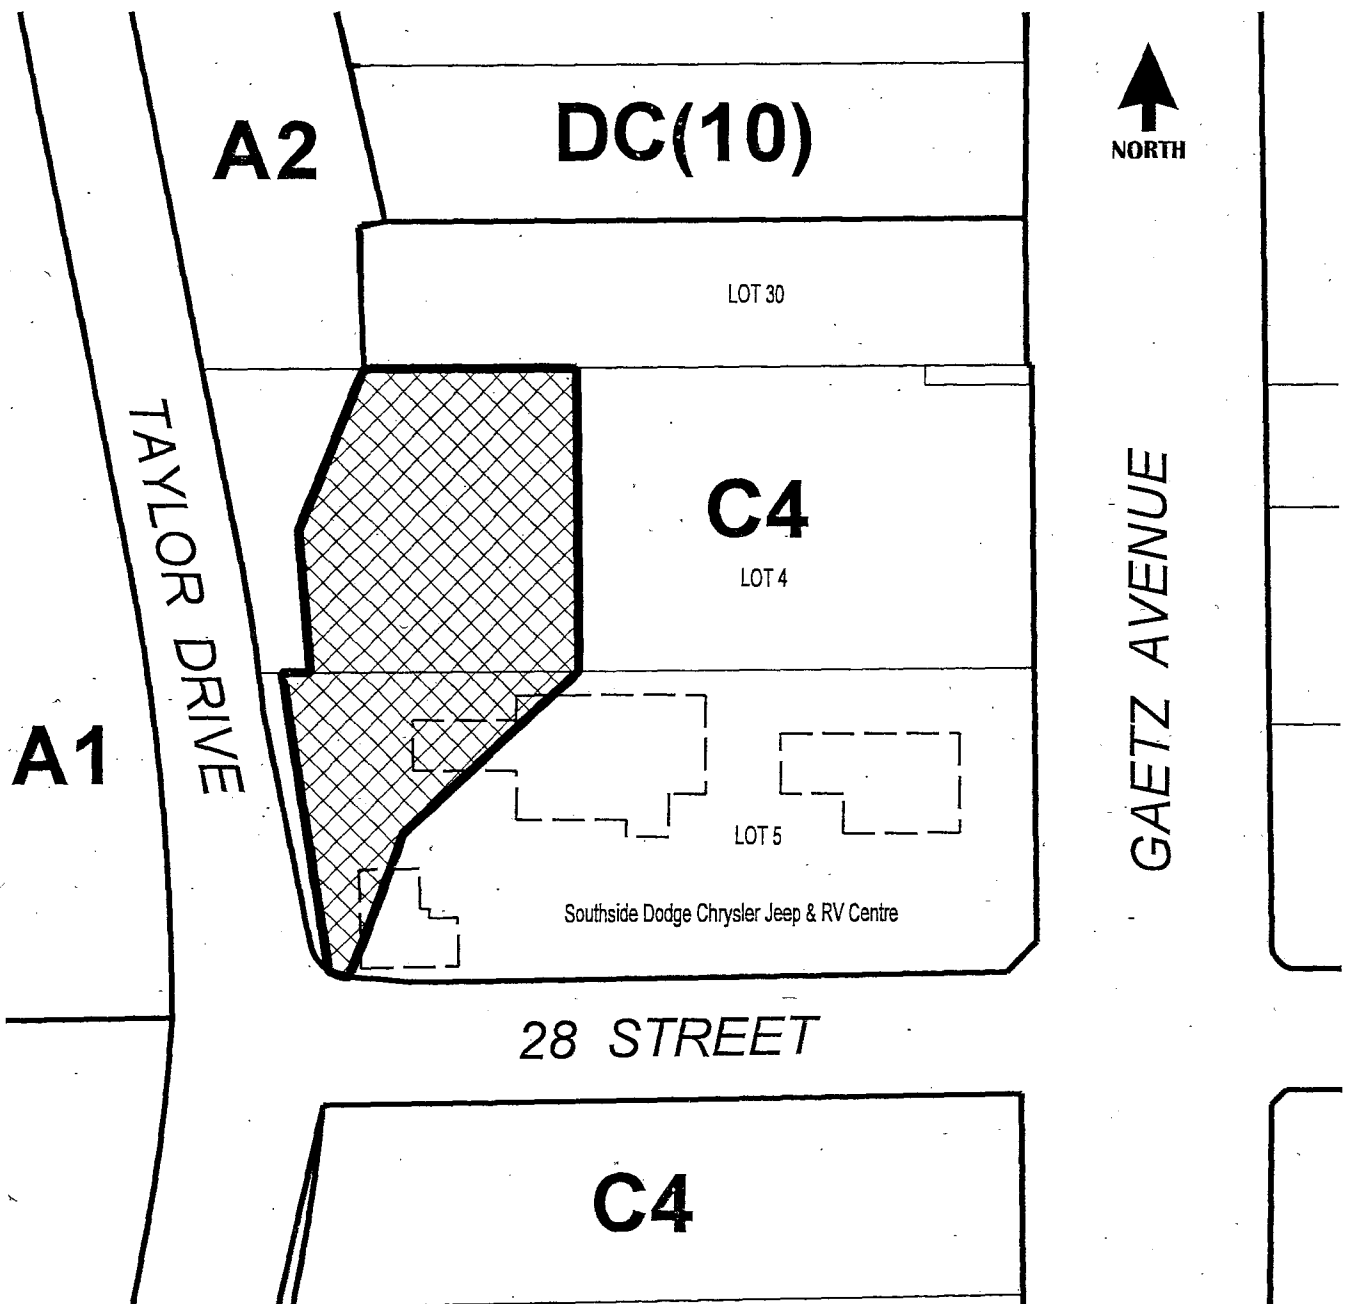 A2
DC(10)
NORTH
LOT 30
TAYLOR DRIVE
C4
LOT 4
GAETZ AVENUE
A1
LOT 5
Southside Dodge Chrysler Jeep & RV Centre
28 STREET
C4